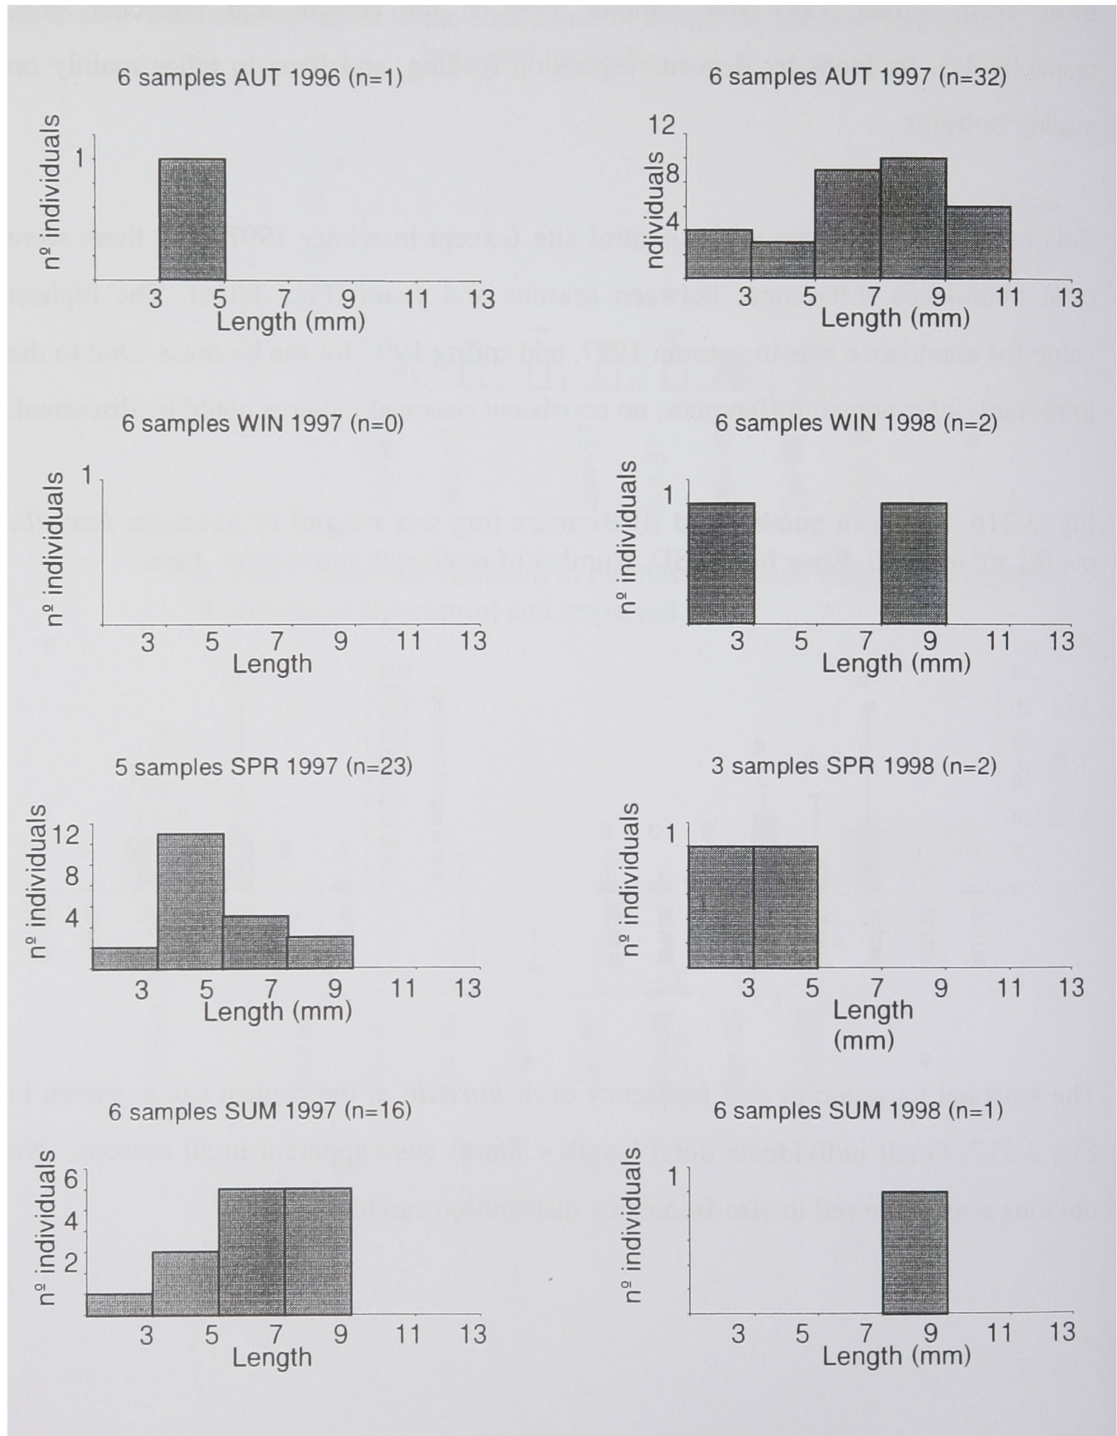 6 samples AUT 1996 (n=1)
nº individuals
1
3 5 7 9 11 13
Length (mm)
6 samples AUT 1997 (n=32)
ndividuals
12
8
4
3 5 7 9 11 13
Length (mm)
6 samples WIN 1997 (n=0)
nº individuals
1
3 5 7 9 11 13
Length
6 samples WIN 1998 (n=2)
nº individuals
1
3 5 7 9 11 13
Length (mm)
5 samples SPR 1997 (n=23)
nº individuals
12
8
4
3 5 7 9 11 13
Length (mm)
3 samples SPR 1998 (n=2)
nº individuals
1
3 5 7 9 11 13
Length
(mm)
6 samples SUM 1997 (n=16)
nº individuals
6
4
2
3 5 7 9 11 13
Length
6 samples SUM 1998 (n=1)
nº individuals
1
3 5 7 9 11 13
Length (mm)